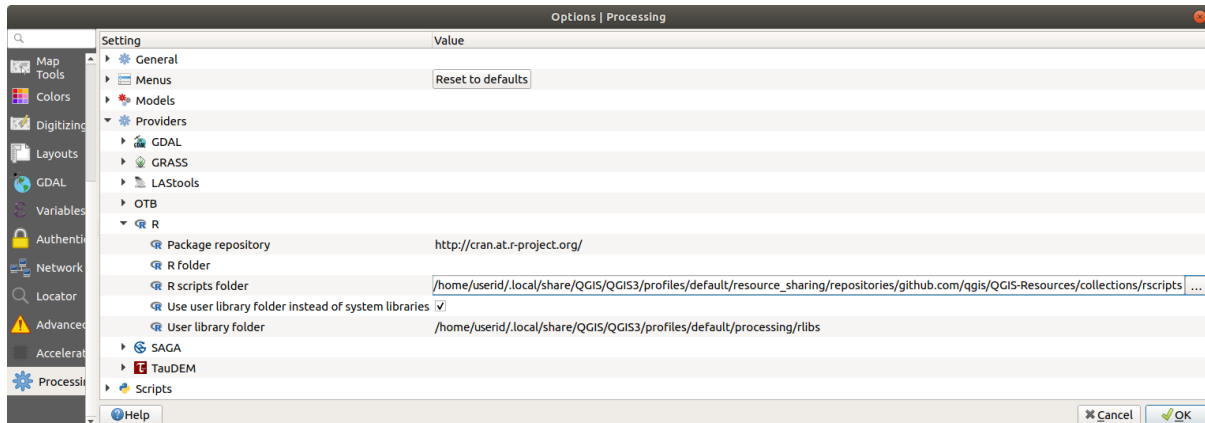 Options | Processing
Setting Value
Map Tools
Colors
Digitizing
Layouts
GDAL
Variables
Authenti
Network
Locator
Advanced
Accelerat
Processi
General
Menus Reset to defaults
Models
Providers
GDAL
GRASS
LAStools
OTB
R R
R Package repository http://cran.at.r-project.org/
R R folder
R R scripts folder /home/userid/.local/share/QGIS/QGIS3/profiles/default/resource_sharing/repositories/github.com/qgis/QGIS-Resources/collections/rscripts ...
R Use user library folder instead of system libraries
R User library folder /home/userid/.local/share/QGIS/QGIS3/profiles/default/processing/rlibs
SAGA
TauDEM
Scripts
Help Cancel OK